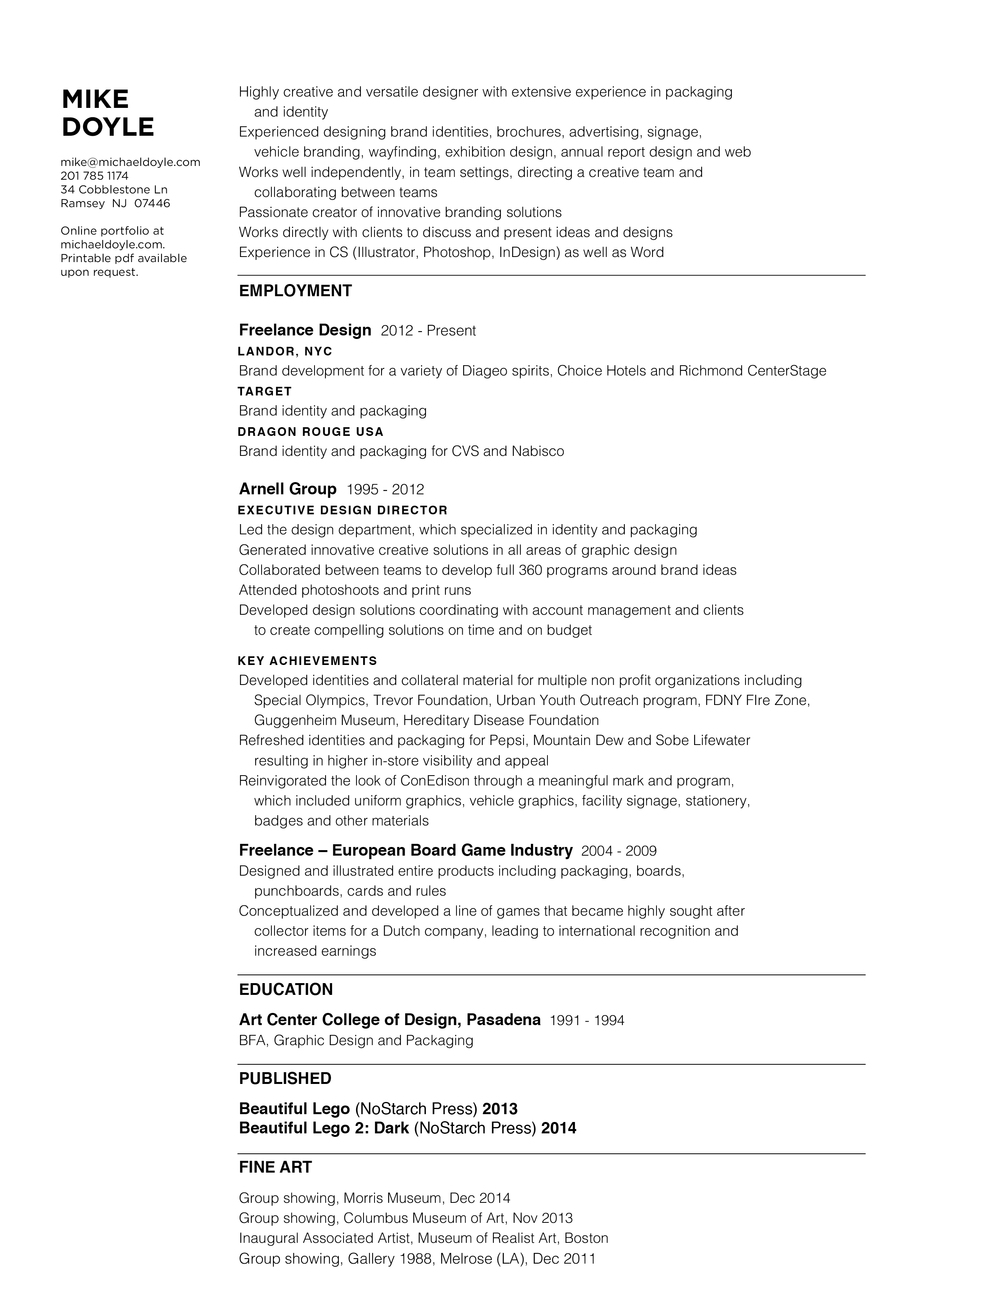 MIKE
DOYLE
mike@michaeldoyle.com
201 785 1174
34 Cobblestone Ln
Ramsey NJ 07446
Online portfolio at
michaeldoyle.com.
Printable pdf available
upon request.
Highly creative and versatile designer with extensive experience in packaging
and identity
Experienced designing brand identities, brochures, advertising, signage,
vehicle branding, wayfinding, exhibition design, annual report design and web
Works well independently, in team settings, directing a creative team and
collaborating between teams
Passionate creator of innovative branding solutions
Works directly with clients to discuss and present ideas and designs
Experience in CS (Illustrator, Photoshop, InDesign) as well as Word
EMPLOYMENT
Freelance Design 2012 - Present
LANDOR, NYC
Brand development for a variety of Diageo spirits, Choice Hotels and Richmond CenterStage
TARGET
Brand identity and packaging
DRAGON ROUGE USA
Brand identity and packaging for CVS and Nabisco
Arnell Group 1995 - 2012
EXECUTIVE DESIGN DIRECTOR
Led the design department, which specialized in identity and packaging
Generated innovative creative solutions in all areas of graphic design
Collaborated between teams to develop full 360 programs around brand ideas
Attended photoshoots and print runs
Developed design solutions coordinating with account management and clients
to create compelling solutions on time and on budget
KEY ACHIEVEMENTS
Developed identities and collateral material for multiple non profit organizations including
Special Olympics, Trevor Foundation, Urban Youth Outreach program, FDNY FIre Zone,
Guggenheim Museum, Hereditary Disease Foundation
Refreshed identities and packaging for Pepsi, Mountain Dew and Sobe Lifewater
resulting in higher in-store visibility and appeal
Reinvigorated the look of ConEdison through a meaningful mark and program,
which included uniform graphics, vehicle graphics, facility signage, stationery,
badges and other materials
Freelance – European Board Game Industry 2004 - 2009
Designed and illustrated entire products including packaging, boards,
punchboards, cards and rules
Conceptualized and developed a line of games that became highly sought after
collector items for a Dutch company, leading to international recognition and
increased earnings
EDUCATION
Art Center College of Design, Pasadena 1991 - 1994
BFA, Graphic Design and Packaging
PUBLISHED
Beautiful Lego (NoStarch Press) 2013
Beautiful Lego 2: Dark (NoStarch Press) 2014
FINE ART
Group showing, Morris Museum, Dec 2014
Group showing, Columbus Museum of Art, Nov 2013
Inaugural Associated Artist, Museum of Realist Art, Boston
Group showing, Gallery 1988, Melrose (LA), Dec 2011